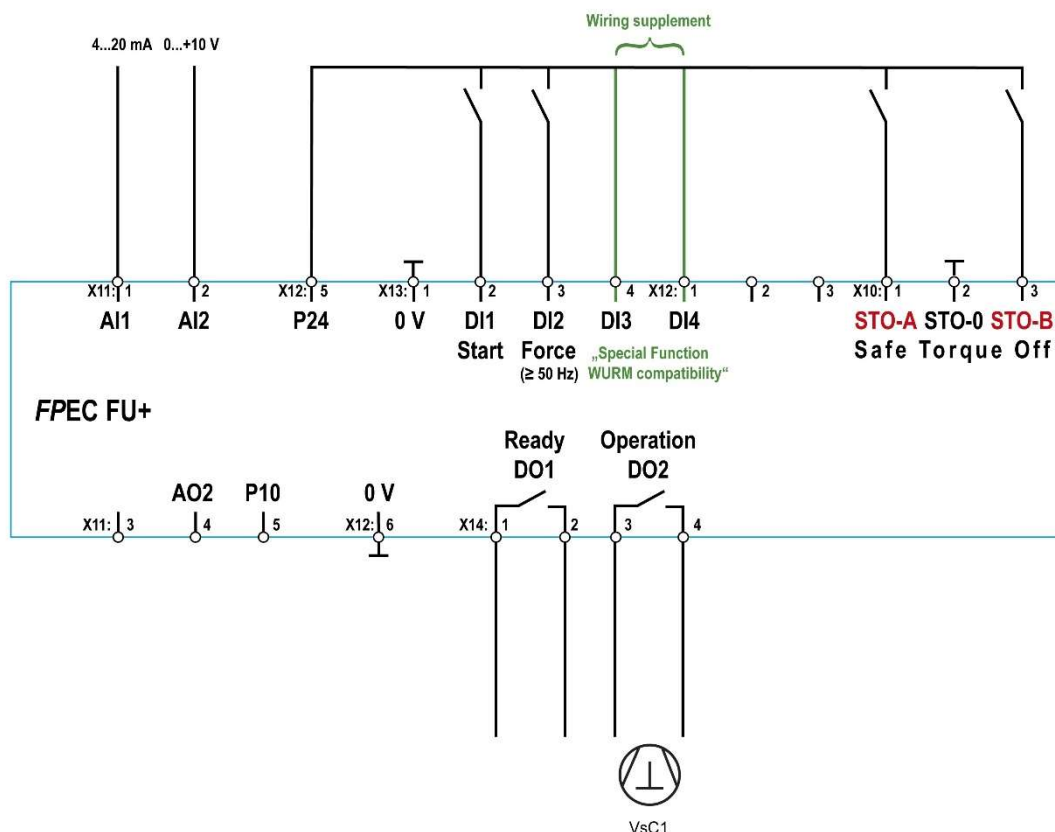 Wiring supplement
4...20 mA 0...+10 V
X11: 1 2 X12: 5 X13: 1 2 3 4 X12: 1 2 3 X10: 1 2 3
AI1 AI2 P24 0 V DI1 DI2 DI3 DI4 STO-A STO-0 STO-B
Start Force „Special Function Safe Torque Off
(≥ 50 Hz) WURM compatibility“
FPEC FU+
Ready Operation
DO1 DO2
AO2 P10 0 V
X11: 3 4 5 X12: 6 X14: 1 2 3 4
VsC1